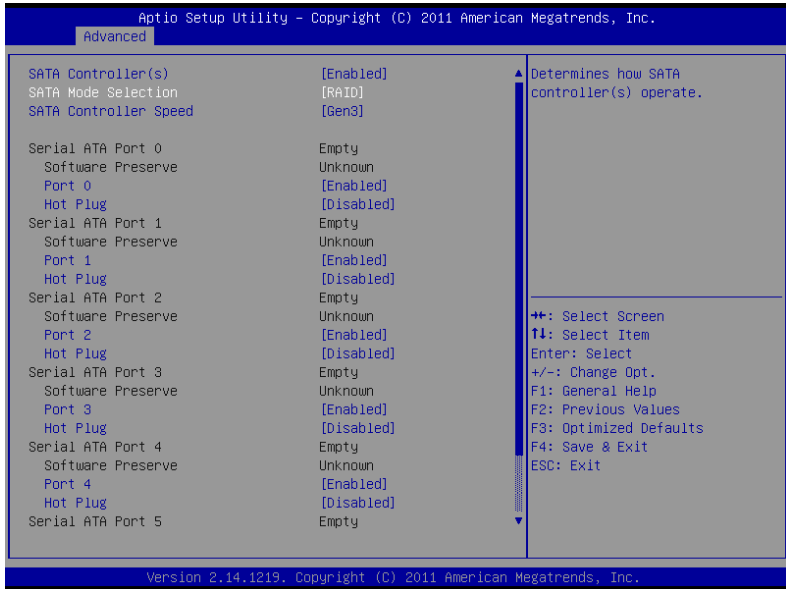 Aptio Setup Utility – Copyright (C) 2011 American Megatrends, Inc.
Advanced
SATA Controller(s) [Enabled]
SATA Mode Selection [RAID]
SATA Controller Speed [Gen3]
Serial ATA Port 0 Empty
Software Preserve Unknown
Port 0 [Enabled]
Hot Plug [Disabled]
Serial ATA Port 1 Empty
Software Preserve Unknown
Port 1 [Enabled]
Hot Plug [Disabled]
Serial ATA Port 2 Empty
Software Preserve Unknown
Port 2 [Enabled]
Hot Plug [Disabled]
Serial ATA Port 3 Empty
Software Preserve Unknown
Port 3 [Enabled]
Hot Plug [Disabled]
Serial ATA Port 4 Empty
Software Preserve Unknown
Port 4 [Enabled]
Hot Plug [Disabled]
Serial ATA Port 5 Empty
Determines how SATA
controller(s) operate.
→←: Select Screen
↑↓: Select Item
Enter: Select
+/-: Change Opt.
F1: General Help
F2: Previous Values
F3: Optimized Defaults
F4: Save & Exit
ESC: Exit
Version 2.14.1219. Copyright (C) 2011 American Megatrends, Inc.